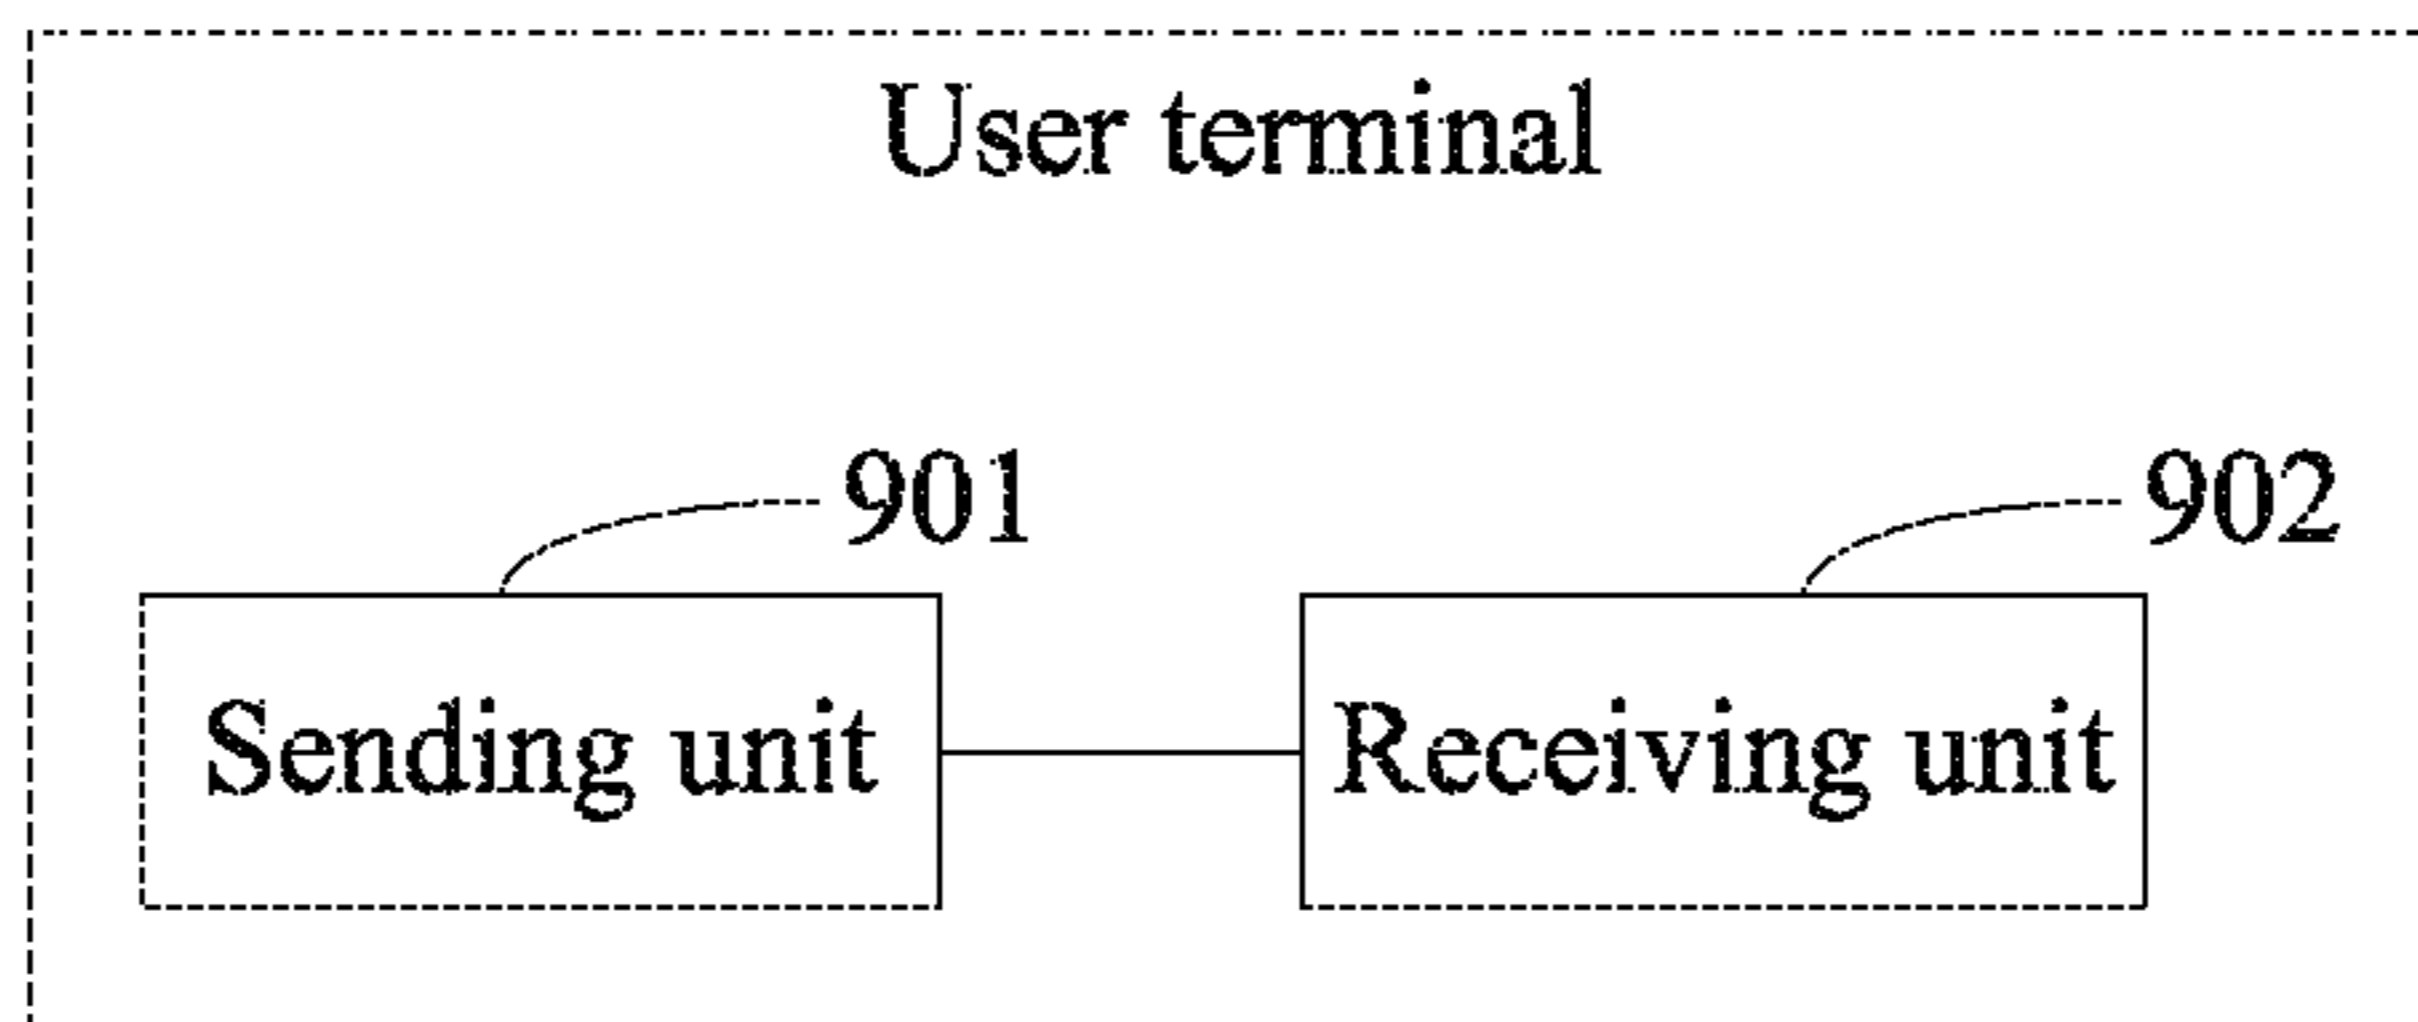 User terminal
901
902
Sending unit
Receiving unit